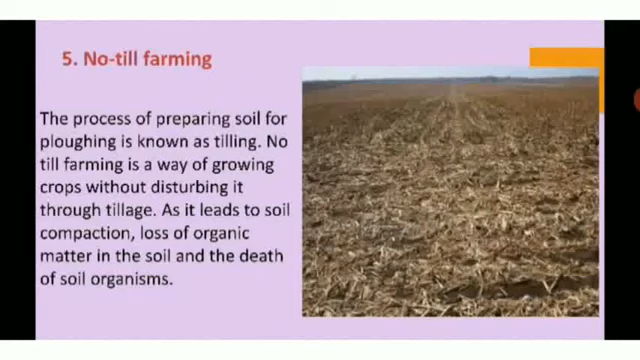 5. No-till farming
The process of preparing soil for
ploughing is known as tilling. No
till farming is a way of growing
crops without disturbing it
through tillage. As it leads to soil
compaction, loss of organic
matter in the soil and the death
of soil organisms.